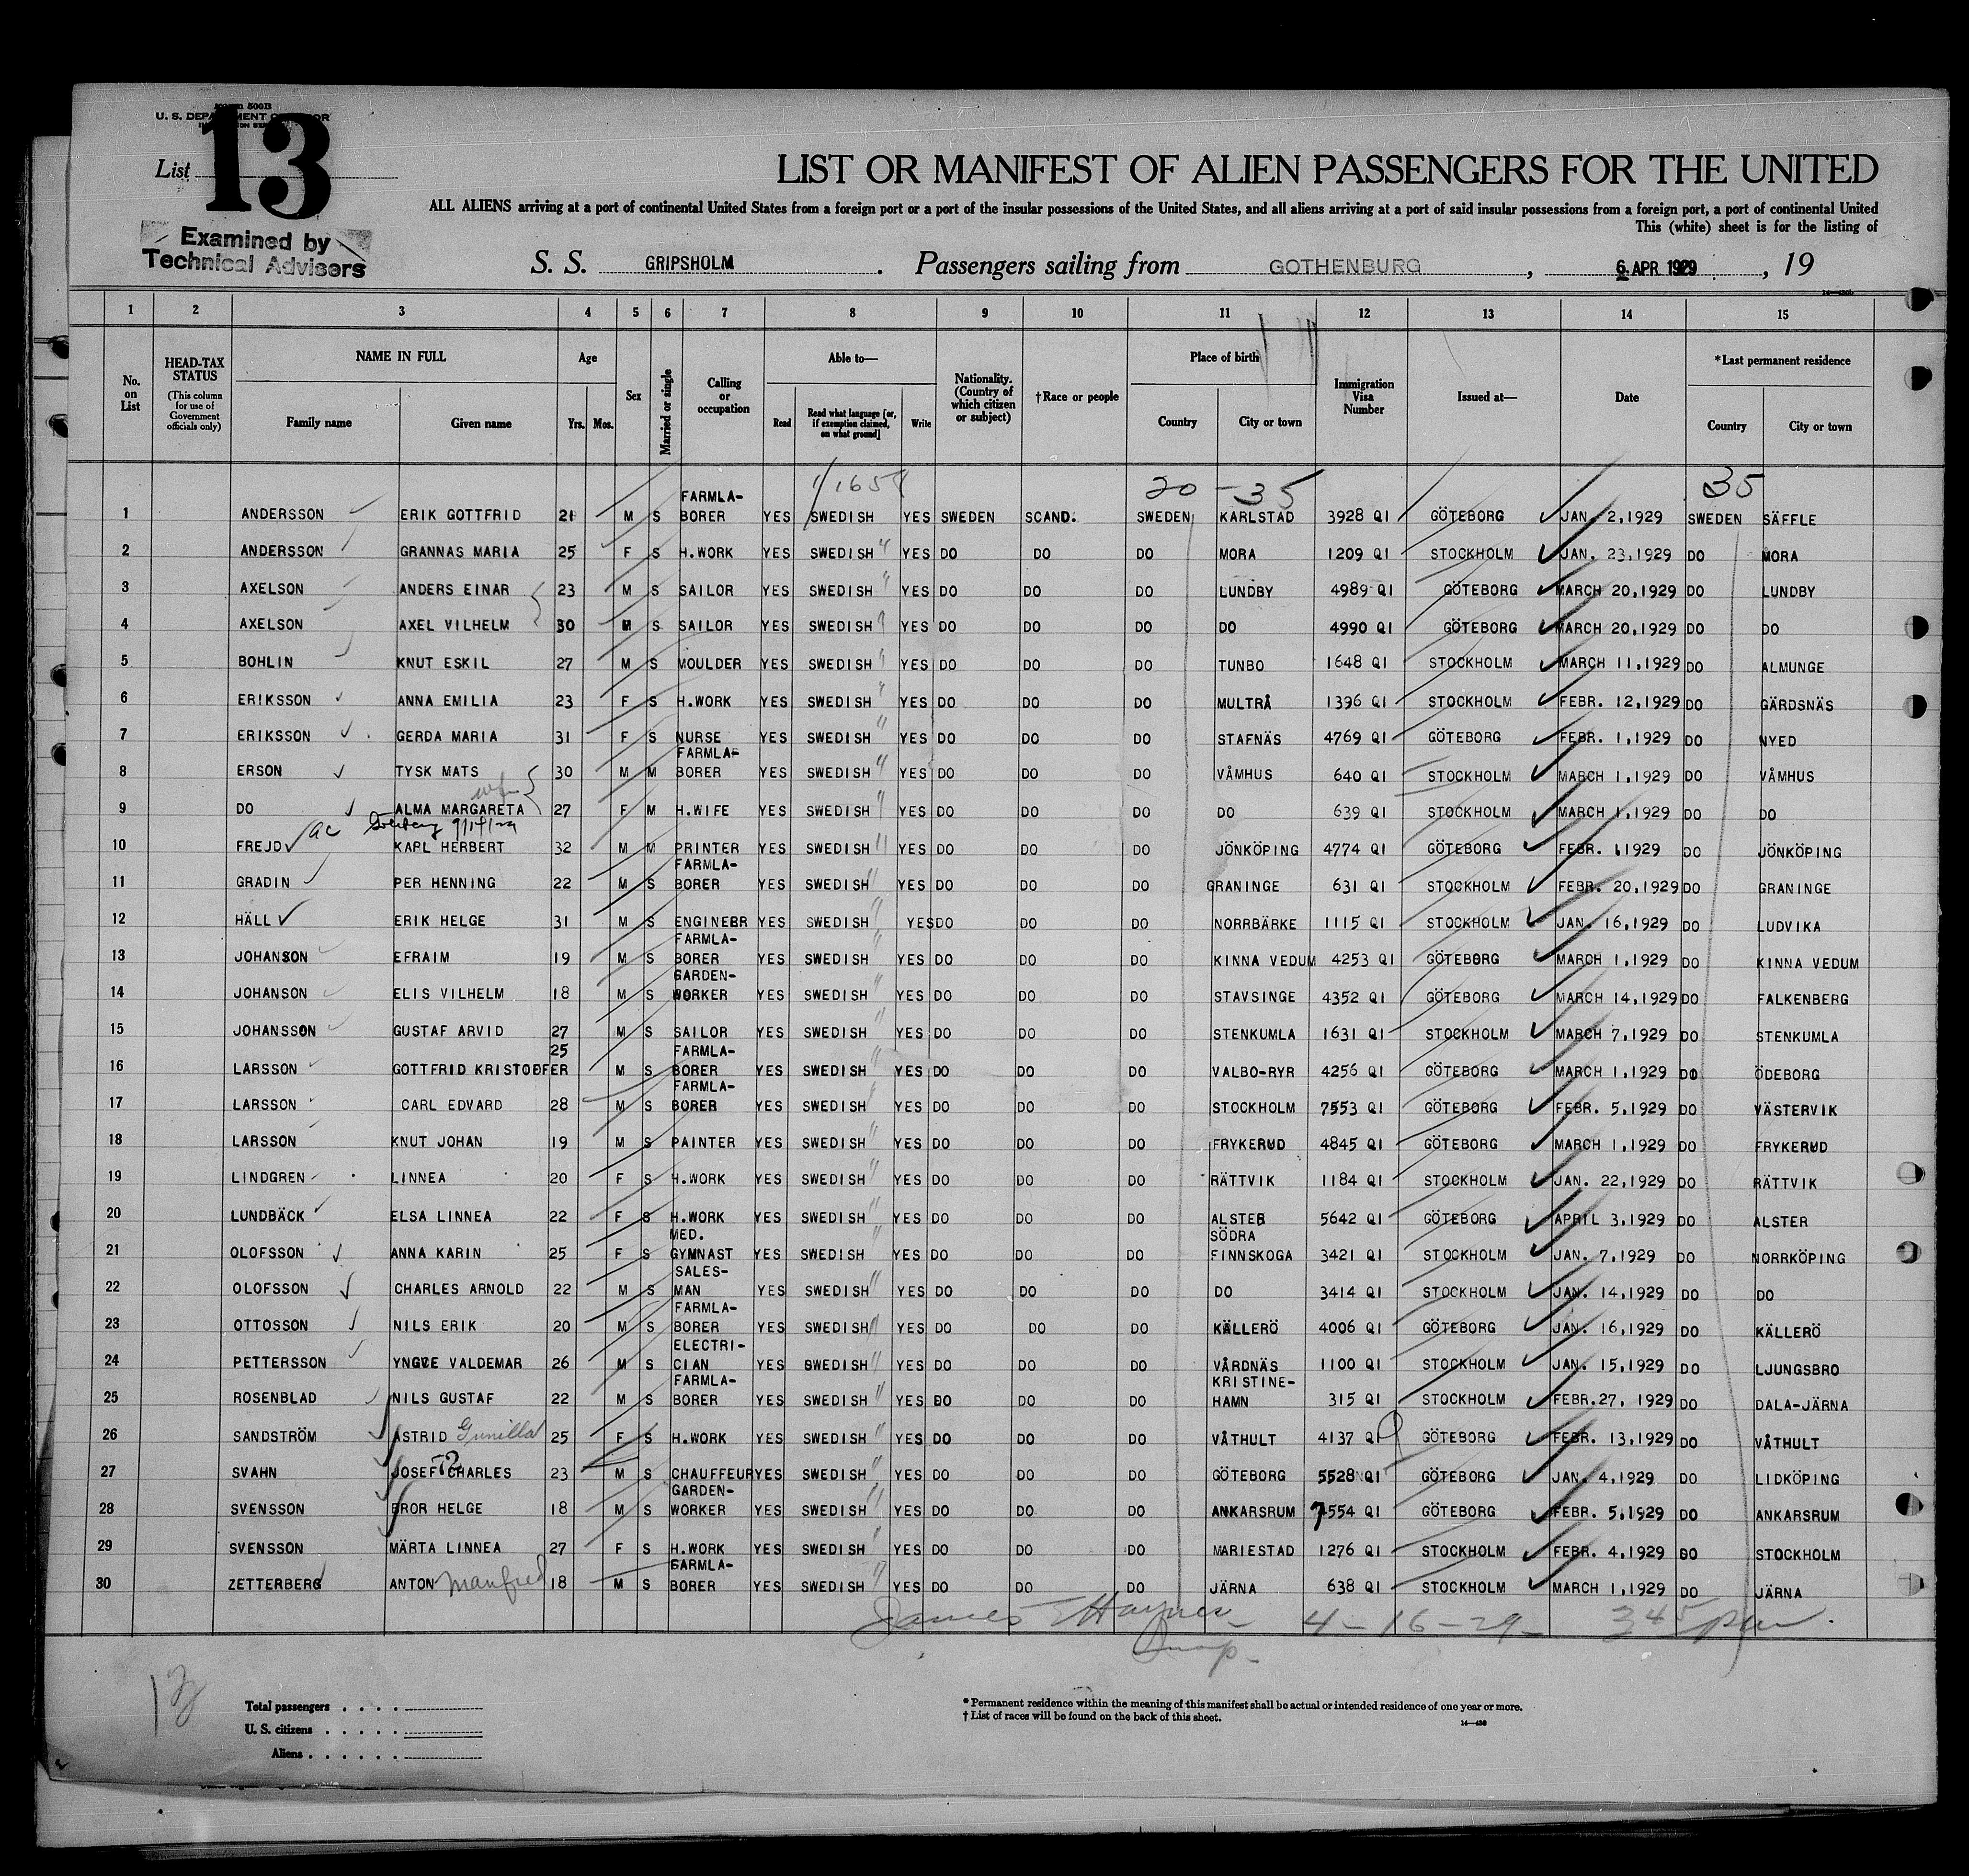 U. S. DEPARTMENT OF LABOR
List 13
LIST OR MANIFEST OF ALIEN PASSENGERS FOR THE UNITED
ALL ALIENS arriving at a port of continental United States from a foreign port or a port of the insular possessions of the United States, and all aliens arriving at a port of said insular possessions from a foreign port, a port of continental United
This (white) sheet is for the listing of
Examined by
Technical Advisers
S. S. GRIPSHOLM . Passengers sailing from GOTHENBURG , 6 APR 1929 , 19
1 2 3 4 5 6 7 8 9 10 11 12 13 14 15
No. on List
HEAD-TAX STATUS (This column for use of Government officials only)
NAME IN FULL Family name Given name
Age Yrs. Mos.
Sex
Married or single
Calling or occupation
Able to— Read Read what language [or, if exemption claimed, on what ground] Write
Nationality. (Country of which citizen or subject)
†Race or people
Place of birth Country City or town
Immigration Visa Number
Issued at—
Date
*Last permanent residence Country City or town
20 - 35 35
1 ANDERSSON ERIK GOTTFRID 21 M S FARMLA- BORER YES SWEDISH YES SWEDEN SCAND. SWEDEN KARLSTAD 3928 QI GÖTEBORG JAN. 2,1929 SWEDEN SÄFFLE
2 ANDERSSON GRANNAS MARIA 25 F S H.WORK YES SWEDISH YES DO DO DO MORA 1209 QI STOCKHOLM JAN. 23,1929 DO MORA
3 AXELSON ANDERS EINAR 23 M S SAILOR YES SWEDISH YES DO DO DO LUNDBY 4989 QI GÖTEBORG MARCH 20,1929 DO LUNDBY
4 AXELSON AXEL VILHELM 30 M S SAILOR YES SWEDISH YES DO DO DO DO 4990 QI GÖTEBORG MARCH 20,1929 DO DO
5 BOHLIN KNUT ESKIL 27 M S MOULDER YES SWEDISH YES DO DO DO TUNBO 1648 QI STOCKHOLM MARCH 11,1929 DO ALMUNGE
6 ERIKSSON ANNA EMILIA 23 F S H.WORK YES SWEDISH YES DO DO DO MULTRÅ 1396 QI STOCKHOLM FEBR. 12,1929 DO GÄRDSNÄS
7 ERIKSSON GERDA MARIA 31 F S NURSE YES SWEDISH YES DO DO DO STAFNÄS 4769 QI GÖTEBORG FEBR. 1,1929 DO NYED
8 ERSON TYSK MATS 30 M M FARMLA- BORER YES SWEDISH YES DO DO DO VÅMHUS 640 QI STOCKHOLM MARCH 1,1929 DO VÅMHUS
9 DO ALMA MARGARETA wife 27 F M H.WIFE YES SWEDISH YES DO DO DO DO 639 QI STOCKHOLM MARCH 1,1929 DO DO
10 FREJD KARL HERBERT 32 M M PRINTER YES SWEDISH YES DO DO DO JÖNKÖPING 4774 QI GÖTEBORG FEBR. 1,1929 DO JÖNKÖPING
11 GRADIN PER HENNING 22 M S FARMLA- BORER YES SWEDISH YES DO DO DO GRANINGE 631 QI STOCKHOLM FEBR. 20,1929 DO GRANINGE
12 HÄLL ERIK HELGE 31 M S ENGINEER YES SWEDISH YES DO DO DO NORRBÄRKE 1115 QI STOCKHOLM JAN. 16,1929 DO LUDVIKA
13 JOHANSON EFRAIM 19 M S FARMLA- BORER YES SWEDISH YES DO DO DO KINNA VEDUM 4253 QI GÖTEBORG MARCH 1,1929 DO KINNA VEDUM
14 JOHANSON ELIS VILHELM 18 M S GARDEN- WORKER YES SWEDISH YES DO DO DO STAVSINGE 4352 QI GÖTEBORG MARCH 14,1929 DO FALKENBERG
15 JOHANSSON GUSTAF ARVID 27 M S SAILOR YES SWEDISH YES DO DO DO STENKUMLA 1631 QI STOCKHOLM MARCH 7,1929 DO STENKUMLA
16 LARSSON GOTTFRID KRISTOFFER 25 M S FARMLA- BORER YES SWEDISH YES DO DO DO VALBO-RYR 4256 QI GÖTEBORG MARCH 1,1929 DO ÖDEBORG
17 LARSSON CARL EDVARD 28 M S FARMLA- BORER YES SWEDISH YES DO DO DO STOCKHOLM 7553 QI GÖTEBORG FEBR. 5,1929 DO VÄSTERVIK
18 LARSSON KNUT JOHAN 19 M S PAINTER YES SWEDISH YES DO DO DO FRYKERUD 4845 QI GÖTEBORG MARCH 1,1929 DO FRYKERUD
19 LINDGREN LINNEA 20 F S H.WORK YES SWEDISH YES DO DO DO RÄTTVIK 1184 QI STOCKHOLM JAN. 22,1929 DO RÄTTVIK
20 LUNDBÄCK ELSA LINNEA 22 F S H.WORK YES SWEDISH YES DO DO DO ALSTER 5642 QI GÖTEBORG APRIL 3,1929 DO ALSTER
21 OLOFSSON ANNA KARIN 25 F S MED. GYMNAST YES SWEDISH YES DO DO DO SÖDRA FINNSKOGA 3421 QI STOCKHOLM JAN. 7,1929 DO NORRKÖPING
22 OLOFSSON CHARLES ARNOLD 22 M S SALES- MAN YES SWEDISH YES DO DO DO DO 3414 QI STOCKHOLM JAN. 14,1929 DO DO
23 OTTOSSON NILS ERIK 20 M S FARMLA- BORER YES SWEDISH YES DO DO DO KÄLLERÖ 4006 QI GÖTEBORG JAN. 16,1929 DO KÄLLERÖ
24 PETTERSSON YNGVE VALDEMAR 26 M S ELECTRI- CIAN YES SWEDISH YES DO DO DO VÅRDNÄS 1100 QI STOCKHOLM JAN. 15,1929 DO LJUNGSBRO
25 ROSENBLAD NILS GUSTAF 22 M S FARMLA- BORER YES SWEDISH YES DO DO DO KRISTINE- HAMN 315 QI STOCKHOLM FEBR.27, 1929 DO DALA-JÄRNA
26 SANDSTRÖM ASTRID Gunilla 25 F S H.WORK YES SWEDISH YES DO DO DO VÅTHULT 4137 QI GÖTEBORG FEBR. 13,1929 DO VÅTHULT
27 SVAHN JOSEF CHARLES 23 M S CHAUFFEUR YES SWEDISH YES DO DO DO GÖTEBORG 5528 QI GÖTEBORG JAN. 4,1929 DO LIDKÖPING
28 SVENSSON BROR HELGE 18 M S GARDEN- WORKER YES SWEDISH YES DO DO DO ANKARSRUM 7554 QI GÖTEBORG FEBR. 5,1929 DO ANKARSRUM
29 SVENSSON MÄRTA LINNEA 27 F S H.WORK YES SWEDISH YES DO DO DO MARIESTAD 1276 QI STOCKHOLM FEBR. 4,1929 DO STOCKHOLM
30 ZETTERBERG ANTON Manfred 18 M S FARMLA- BORER YES SWEDISH YES DO DO DO JÄRNA 638 QI STOCKHOLM MARCH 1,1929 DO JÄRNA
James 4-16-29- 345 pm
Insp.
Total passengers . . . .
U. S. citizens . . . . .
Aliens . . . . . .
* Permanent residence within the meaning of this manifest shall be actual or intended residence of one year or more.
† List of races will be found on the back of this sheet.